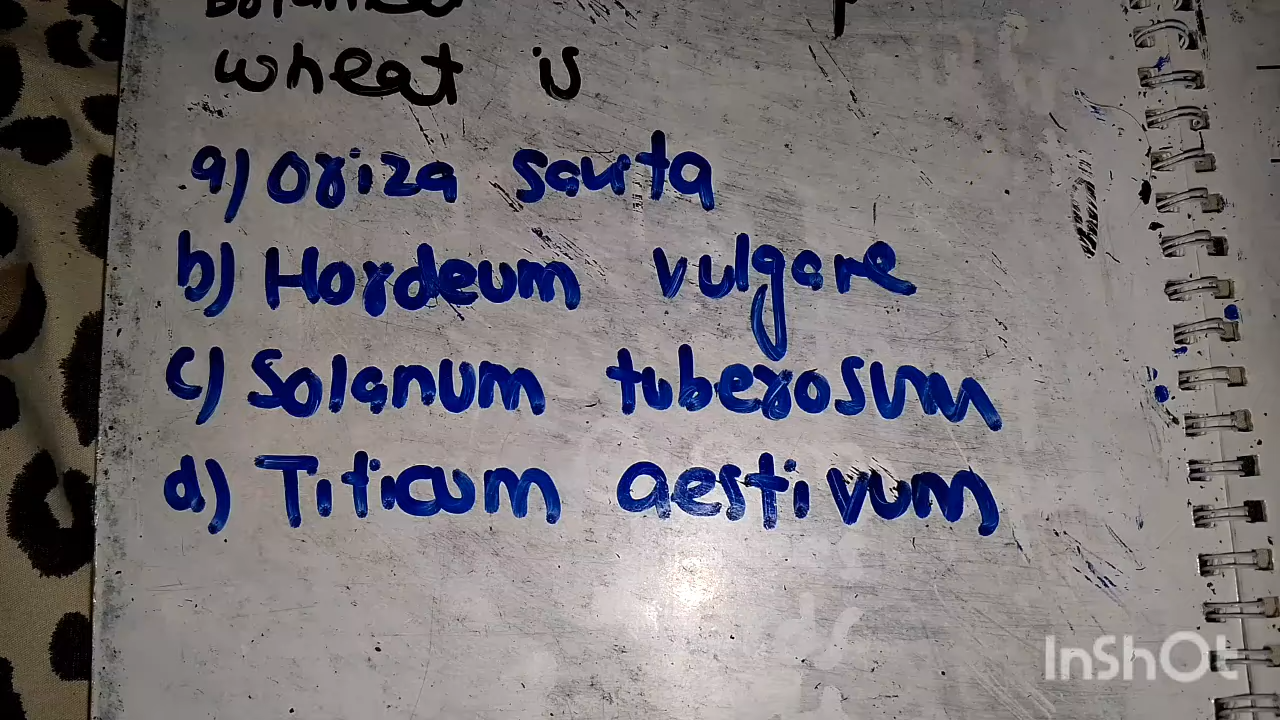 wheat is
a) Oriza savita
b) Hordeum vulgare
c) Solanum tuberosum
d) Titicum aestivum
InShOt